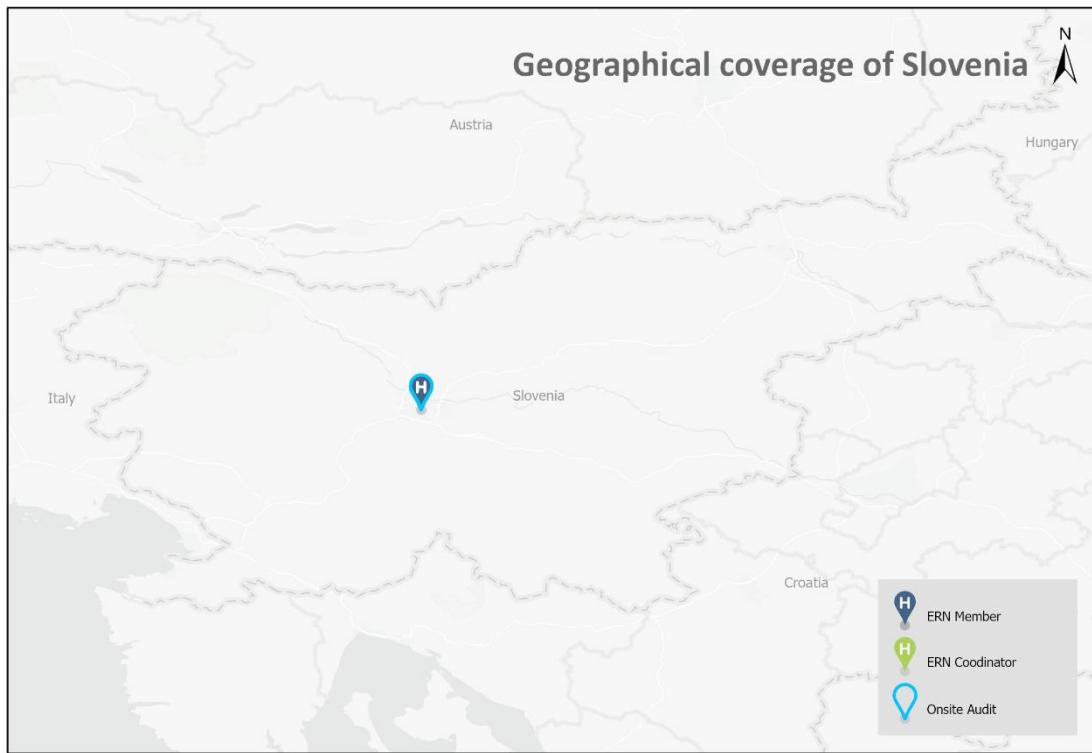 N
Geographical coverage of Slovenia
Austria
Hungary
H
Italy
Slovenia
Croatia
H
ERN Member
H
ERN Coodinator
Onsite Audit